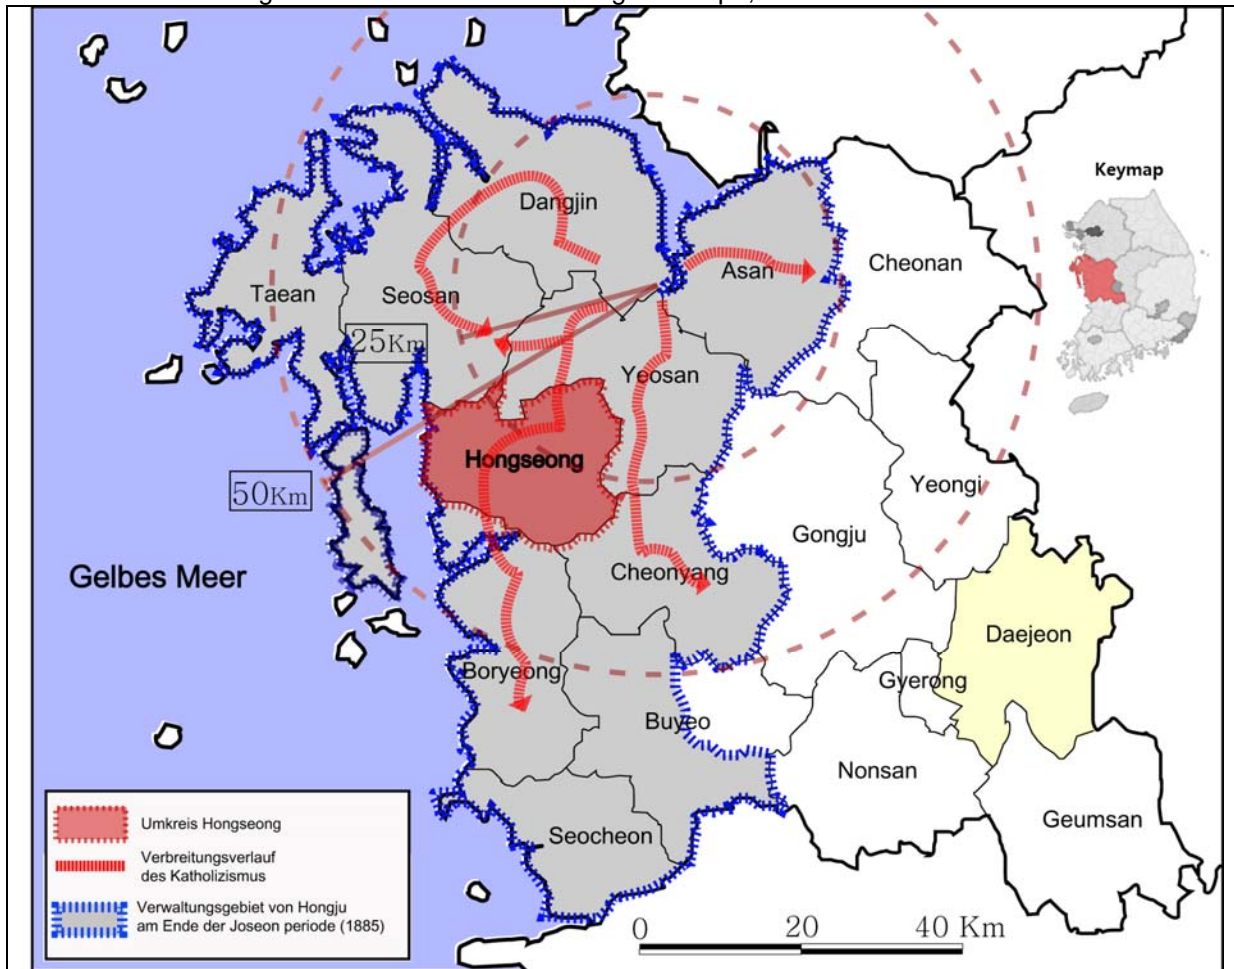 Keymap
Dangjin
Asan
Cheonan
Taean
Seosan
25Km
Yeosan
Hongseong
50Km
Yeongi
Gongju
Gelbes Meer
Cheonyang
Daejeon
Boryeong
Gyerong
Buyeo
Nonsan
Geumsan
Seocheon
Umkreis Hongseong
Verbreitungsverlauf
des Katholizismus
Verwaltungsgebiet von Hongju
am Ende der Joseon periode (1885)
0 20 40 Km